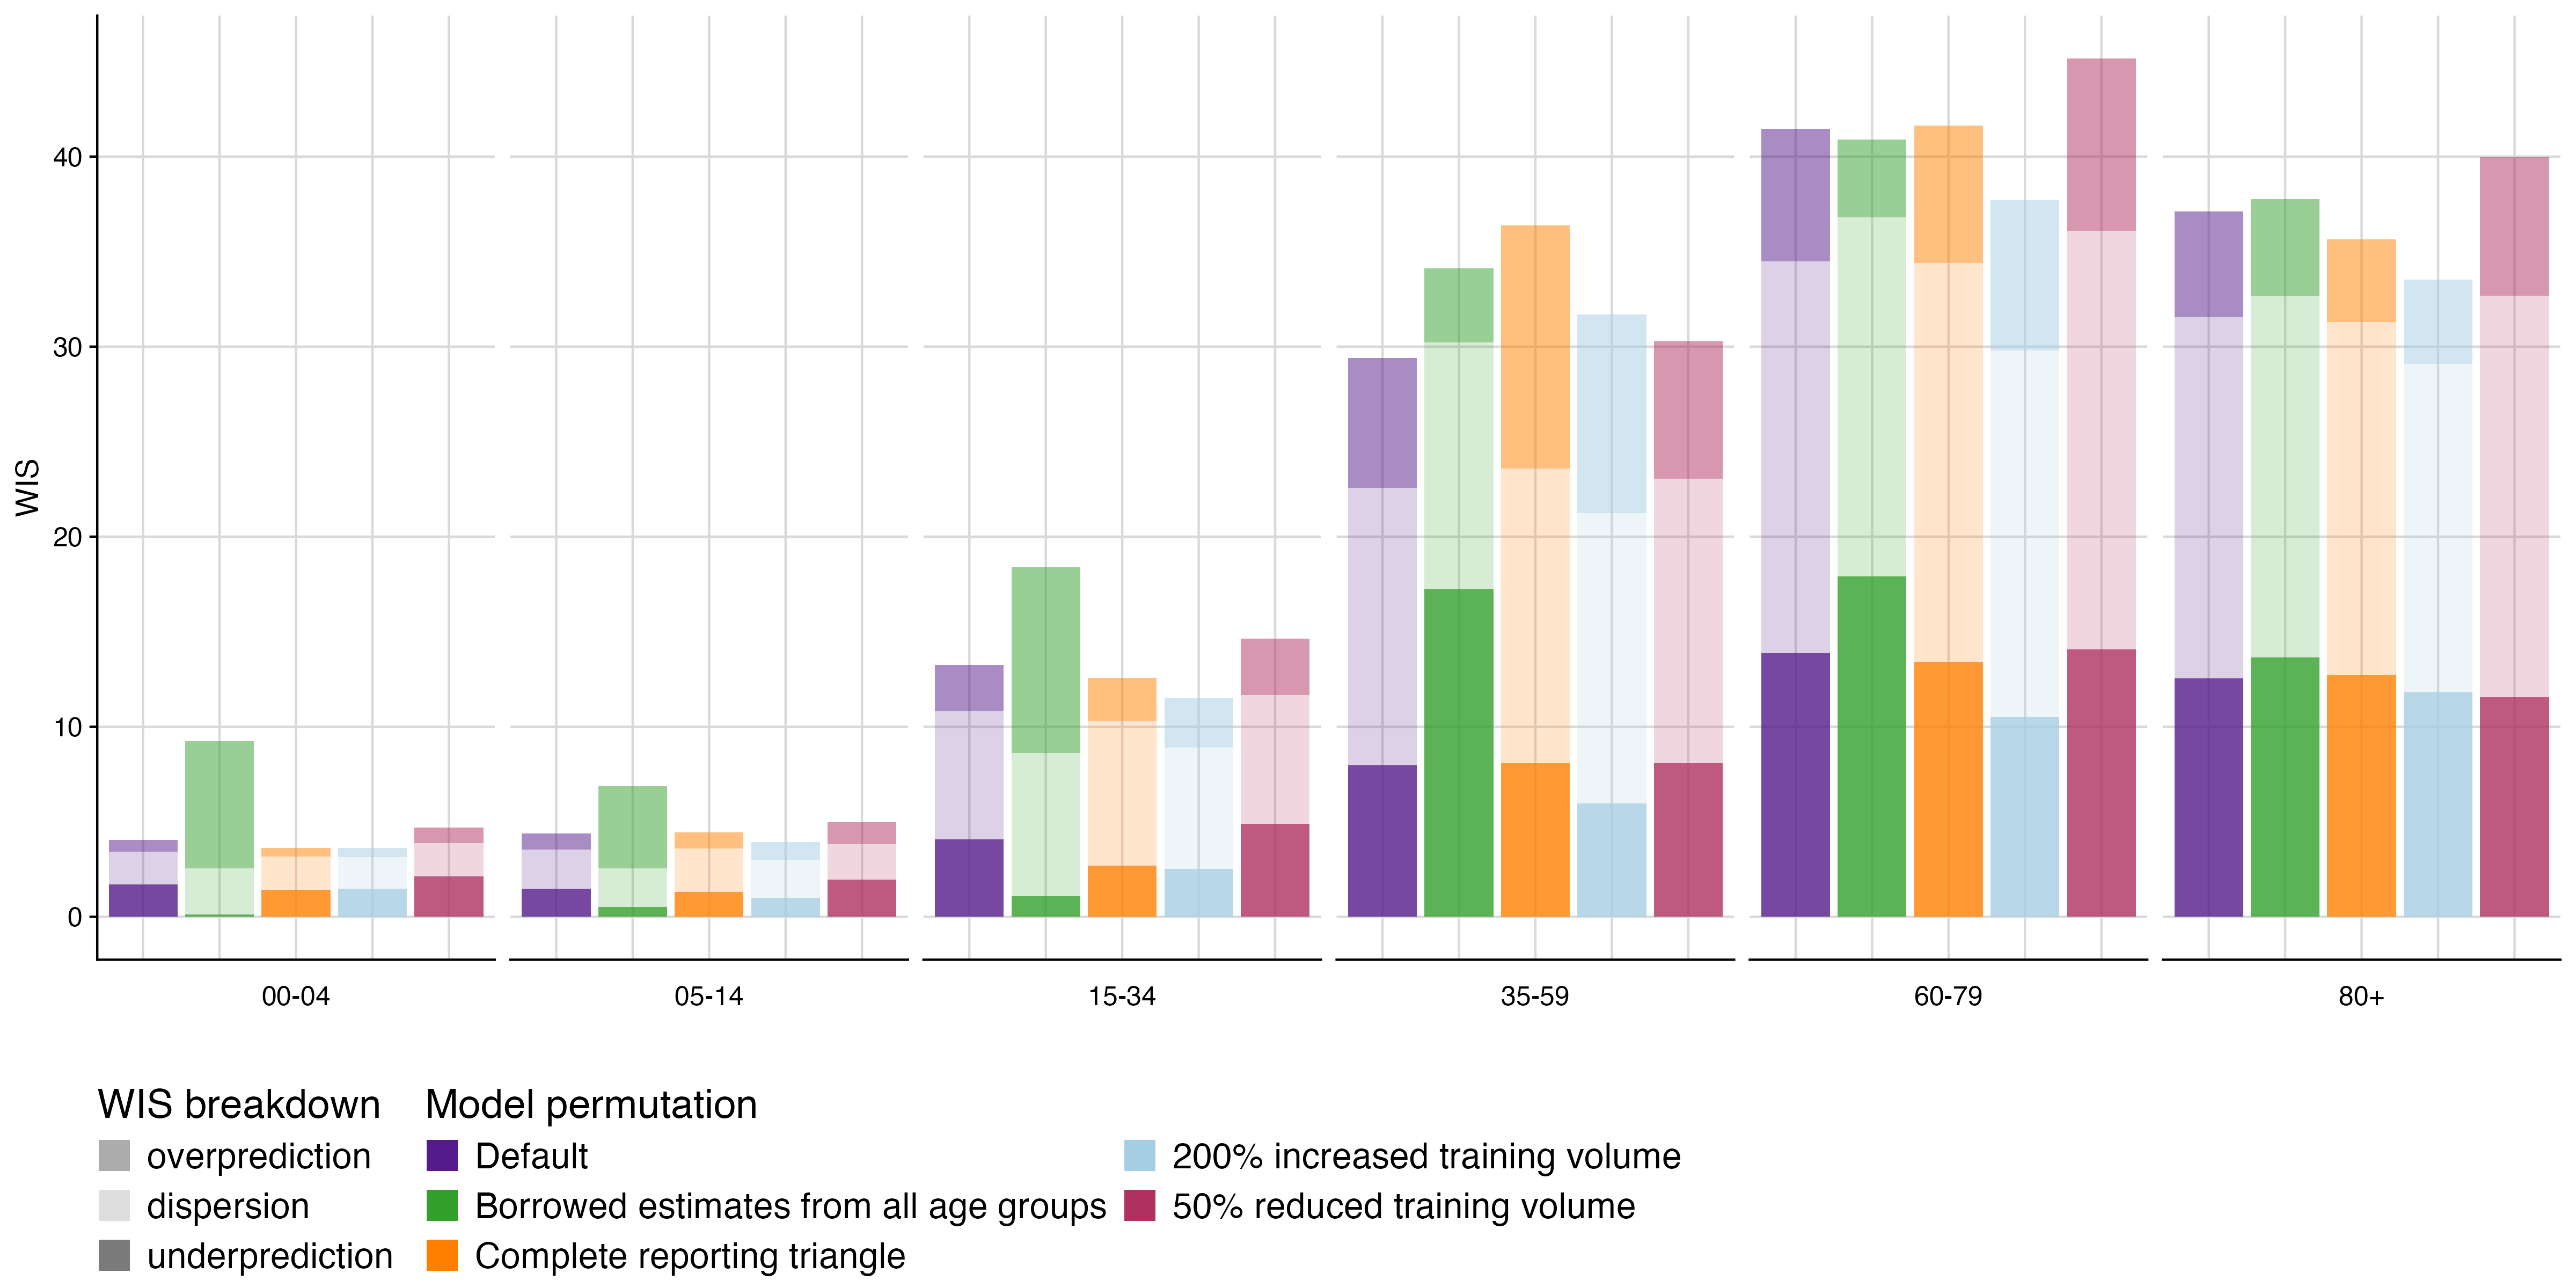 WIS
40
30
20
10
0
00-04
05-14
15-34
35-59
60-79
80+
WIS breakdown
overprediction
dispersion
underprediction
Model permutation
Default
Borrowed estimates from all age groups
Complete reporting triangle
200% increased training volume
50% reduced training volume